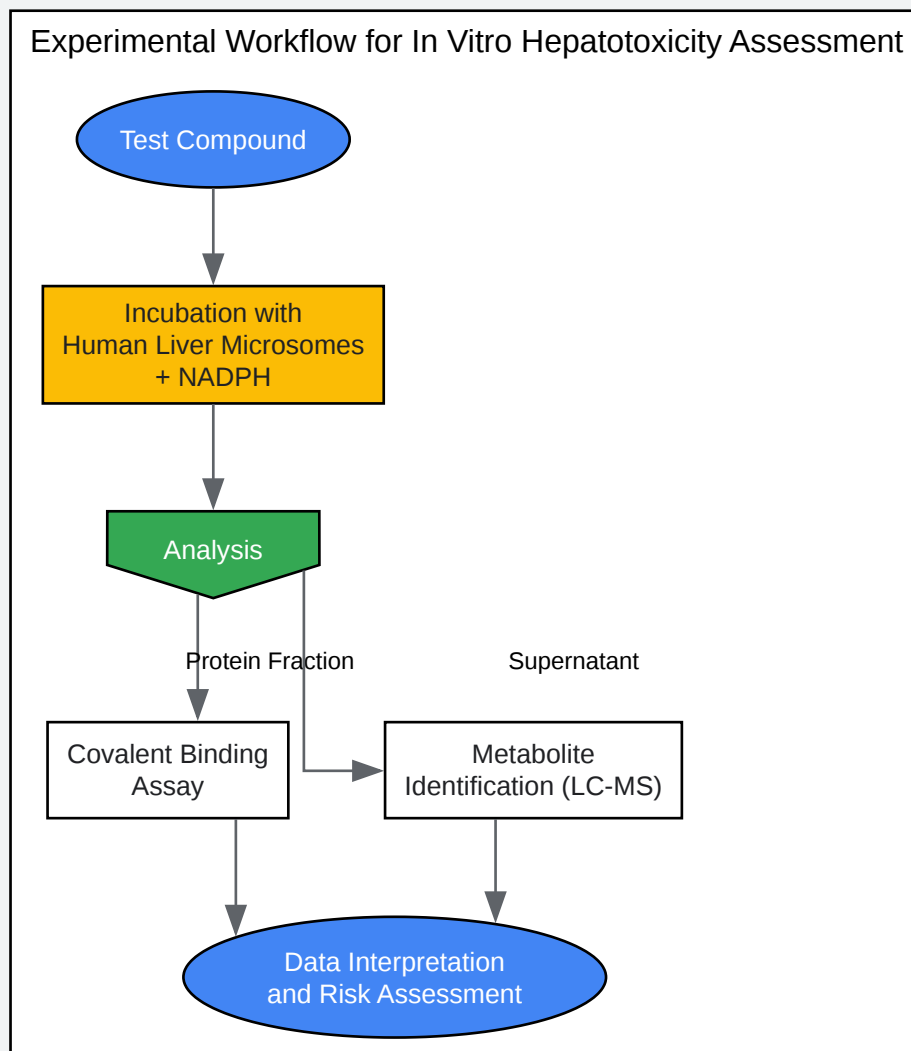 Experimental Workflow for In Vitro Hepatotoxicity Assessment
Test Compound
Incubation with
Human Liver Microsomes
+ NADPH
Analysis
Protein Fraction
Supernatant
Covalent Binding
Assay
Metabolite
Identification (LC-MS)
Data Interpretation
and Risk Assessment